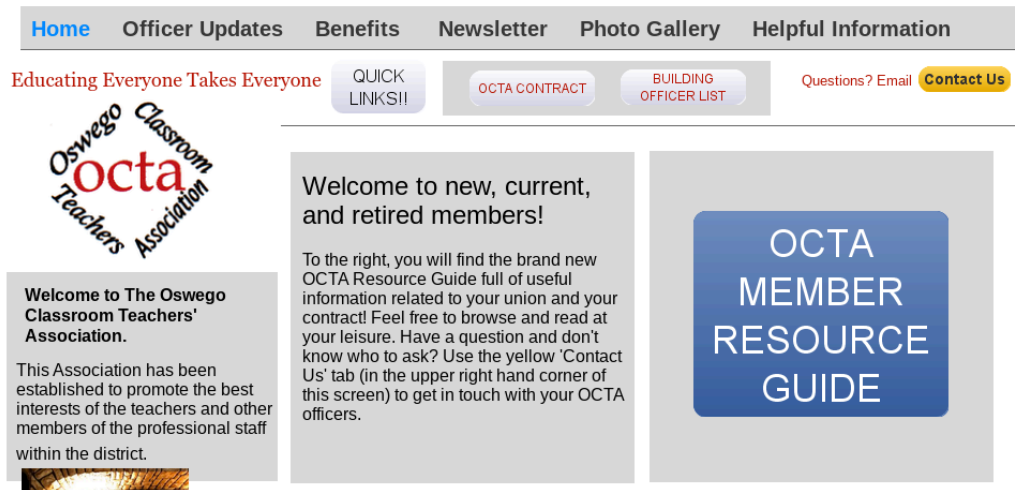 Home Officer Updates Benefits Newsletter Photo Gallery Helpful Information
Educating Everyone Takes Everyone
QUICK
LINKS!!
OCTA CONTRACT
BUILDING
OFFICER LIST
Questions? Email
Contact Us
Oswego
Classroom
octa
Teachers
Association
Welcome to The Oswego
Classroom Teachers'
Association.
This Association has been
established to promote the best
interests of the teachers and other
members of the professional staff
within the district.
Welcome to new, current,
and retired members!
To the right, you will find the brand new
OCTA Resource Guide full of useful
information related to your union and your
contract! Feel free to browse and read at
your leisure. Have a question and don't
know who to ask? Use the yellow 'Contact
Us' tab (in the upper right hand corner of
this screen) to get in touch with your OCTA
officers.
OCTA
MEMBER
RESOURCE
GUIDE